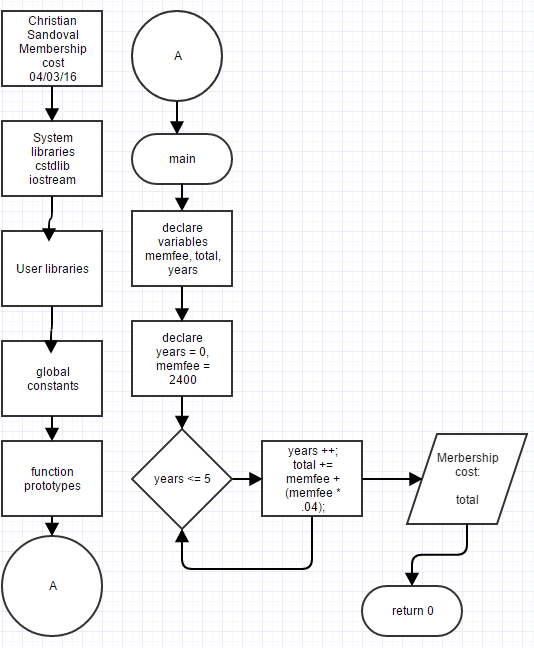 Christian
Sandoval
Membership
cost
04/03/16
System
libraries
cstdlib
iostream
User libraries
global
constants
function
prototypes
A
A
main
declare
variables
memfee, total,
years
declare
years = 0,
memfee =
2400
years <= 5
years ++;
total +=
memfee +
(memfee *
.04);
Merbership
cost:
total
return 0